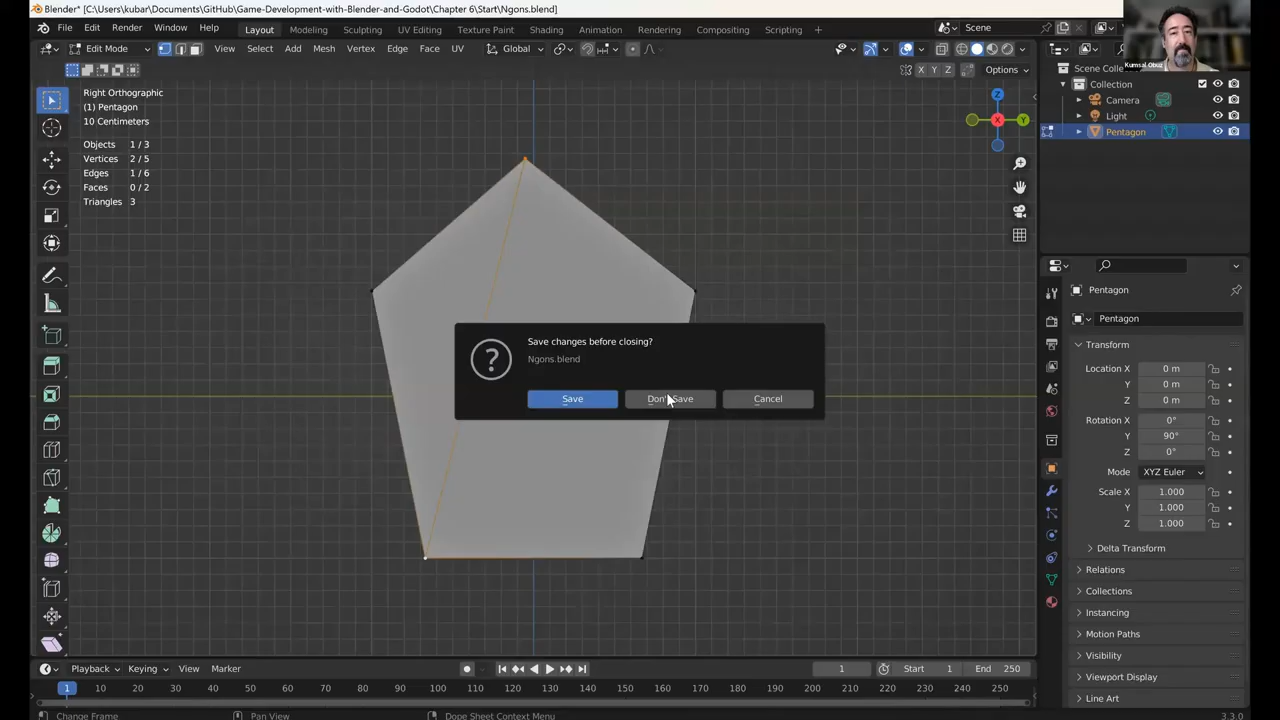 Blender* [C:\Users\kubar\Documents\GitHub\Game-Development-with-Blender-and-Godot\Chapter 6\Start\Ngons.blend]
File Edit Render Window Help Layout Modeling Sculpting UV Editing Texture Paint Shading Animation Rendering Compositing Scripting Scene
Kumsal Obuz
Edit Mode View Select Add Mesh Vertex Edge Face UV Global
X Y Z Options
Right Orthographic
(1) Pentagon
10 Centimeters
Objects 1 / 3
Vertices 2 / 5
Edges 1 / 6
Faces 0 / 2
Triangles 3
Z
X Y
Scene
Collection
Camera
Light
Pentagon
Save changes before closing?
Ngons.blend
Save Don't Save Cancel
Pentagon
Pentagon
Transform
Location X 0 m
Y 0 m
Z 0 m
Rotation X 0°
Y 90°
Z 0°
Mode XYZ Euler
Scale X 1.000
Y 1.000
Z 1.000
Delta Transform
Relations
Collections
Instancing
Motion Paths
Visibility
Viewport Display
Line Art
Playback Keying View Marker 1 Start 1 End 250
1 10 20 30 40 50 60 70 80 90 100 110 120 130 140 150 160 170 180 190 200 210 220 230 240 250
Change Frame Pan View Dope Sheet Context Menu 3.3.0